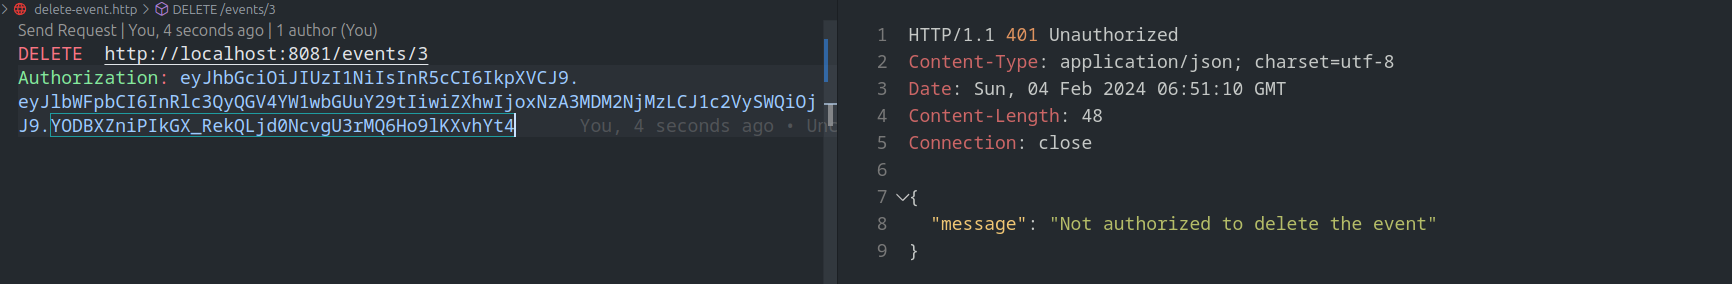 delete-event.http > DELETE /events/3
Send Request | You, 4 seconds ago | 1 author (You)
DELETE http://localhost:8081/events/3
Authorization: eyJhbGciOiJIUzI1NiIsInR5cCI6IkpXVCJ9.
eyJlbWFpbCI6InRlc3QyQGV4YW1wbGUuY29tIiwiZXhwIjoxNzA3MDM2NjMzLCJ1c2VySWQiOj
J9.YODBXZniPIkGX_RekQLjd0NcvgU3rMQ6Ho9lKXvhYt4 You, 4 seconds ago • Unc
1 HTTP/1.1 401 Unauthorized
2 Content-Type: application/json; charset=utf-8
3 Date: Sun, 04 Feb 2024 06:51:10 GMT
4 Content-Length: 48
5 Connection: close
6
7 {
8 "message": "Not authorized to delete the event"
9 }